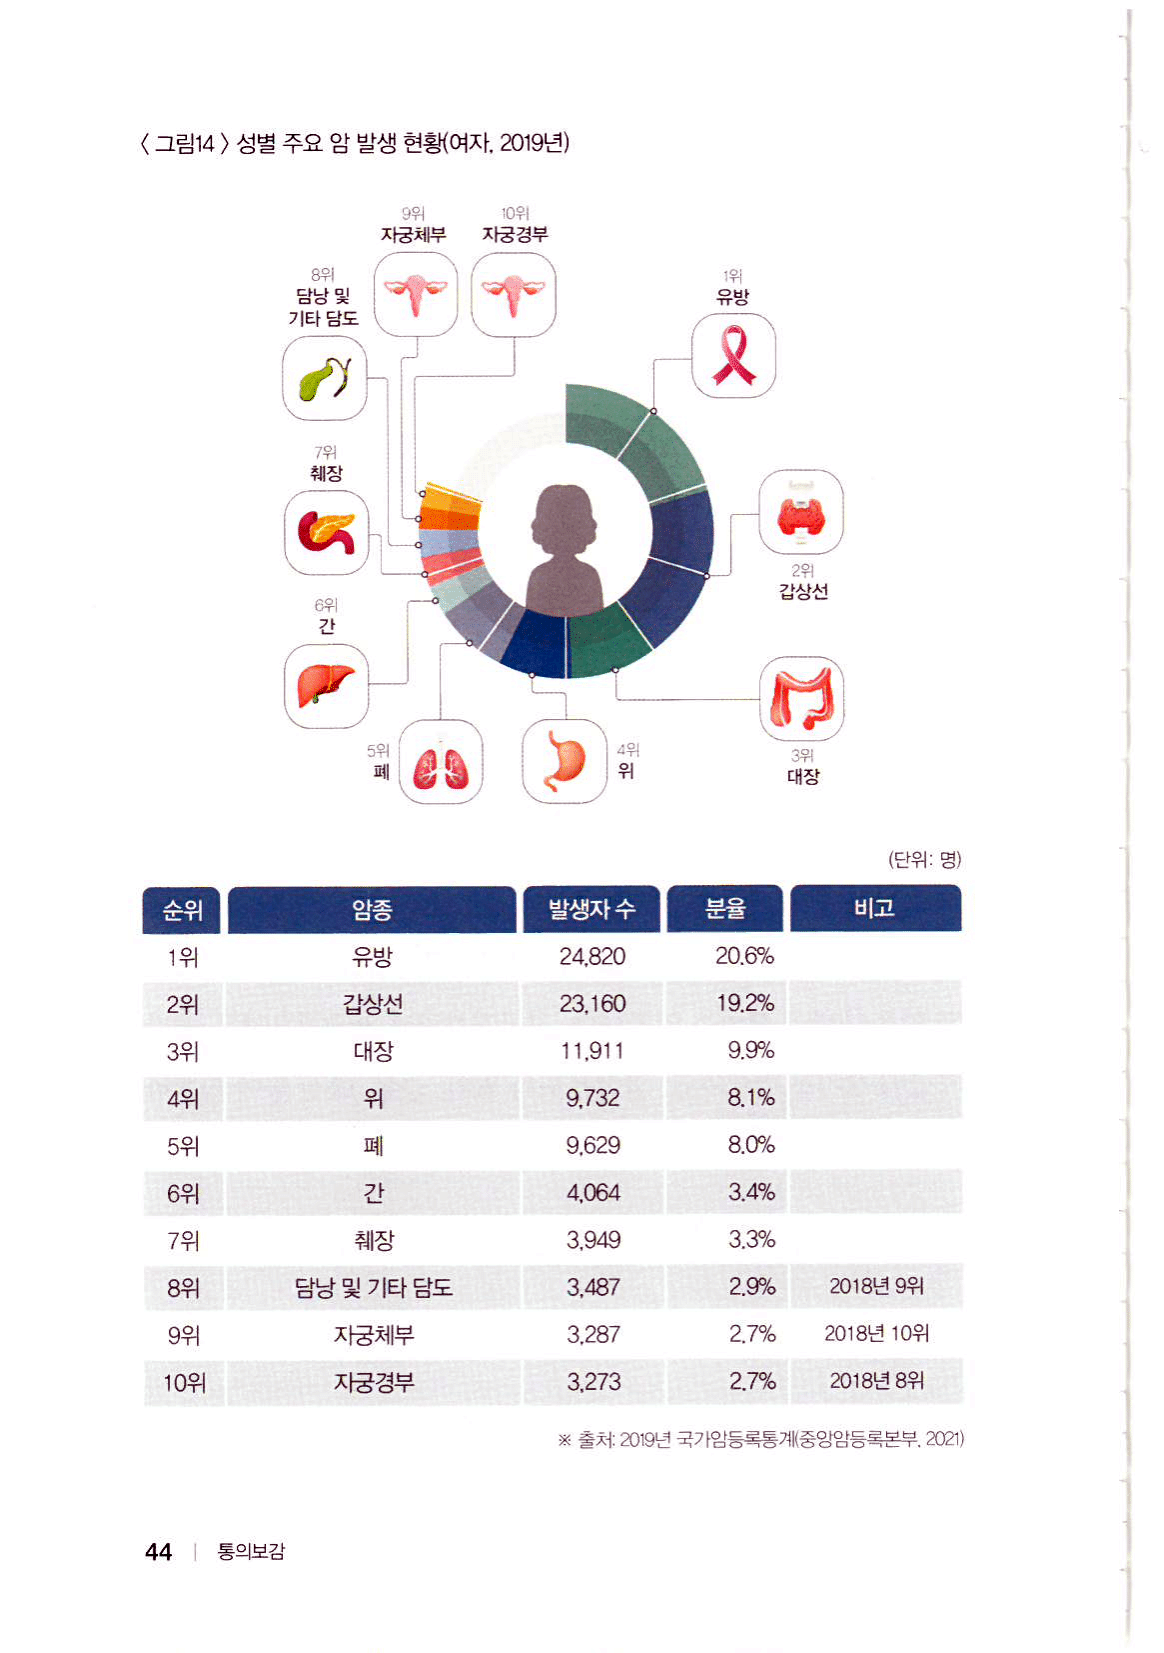 〈 그림14 〉 성별 주요 암 발생 현황(여자, 2019년)
9위
자궁체부
10위
자궁경부
8위
담낭 및
기타 담도
1위
유방
7위
췌장
2위
갑상선
6위
간
5위
폐
4위
위
3위
대장
(단위: 명)
순위 암종 발생자 수 분율 비고
1위 유방 24,820 20.6%
2위 갑상선 23,160 19.2%
3위 대장 11,911 9.9%
4위 위 9,732 8.1%
5위 폐 9,629 8.0%
6위 간 4,064 3.4%
7위 췌장 3,949 3.3%
8위 담낭 및 기타 담도 3,487 2.9% 2018년 9위
9위 자궁체부 3,287 2.7% 2018년 10위
10위 자궁경부 3,273 2.7% 2018년 8위
※ 출처: 2019년 국가암등록통계(중앙암등록본부, 2021)
44 | 통의보감